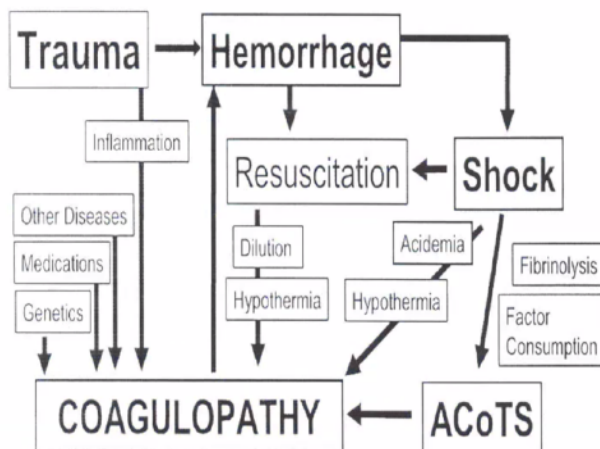 Trauma
Hemorrhage
Inflammation
Resuscitation
Shock
Other Diseases
Dilution
Acidemia
Medications
Fibrinolysis
Hypothermia
Hypothermia
Genetics
Factor
Consumption
COAGULOPATHY
ACoTS